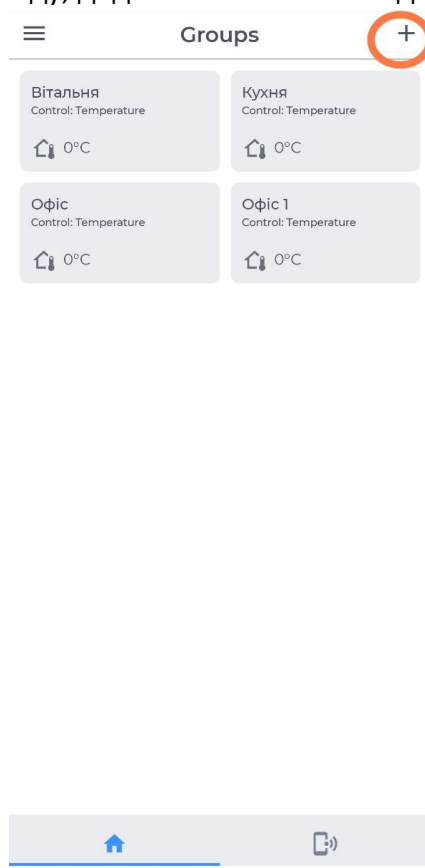 Groups
Вітальня
Control: Temperature
0°C
Кухня
Control: Temperature
0°C
Офіс
Control: Temperature
0°C
Офіс 1
Control: Temperature
0°C